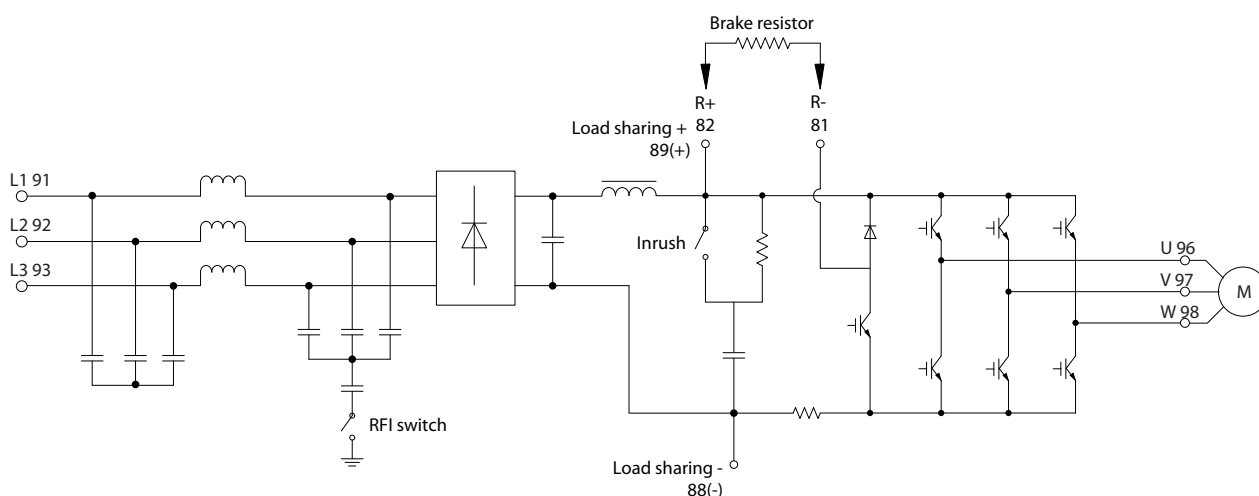 Brake resistor
R+
82
R-
81
Load sharing +
89(+)
L1 91
L2 92
L3 93
Inrush
U 96
V 97
W 98
M
RFI switch
Load sharing -
88(-)